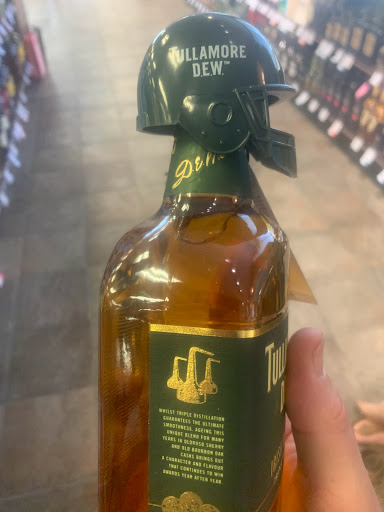 TULLAMORE
D.E.W.™
D.E.W.
WHILST TRIPLE DISTILLATION
GUARANTEES THE ULTIMATE
SMOOTHNESS, AGEING THIS
UNIQUE BLEND FOR MANY
YEARS IN OLOROSO SHERRY
AND OLD BOURBON OAK
CASKS BRINGS OUT
A CHARACTER AND FLAVOUR
THAT CONTINUES TO WIN
AWARDS YEAR AFTER YEAR.